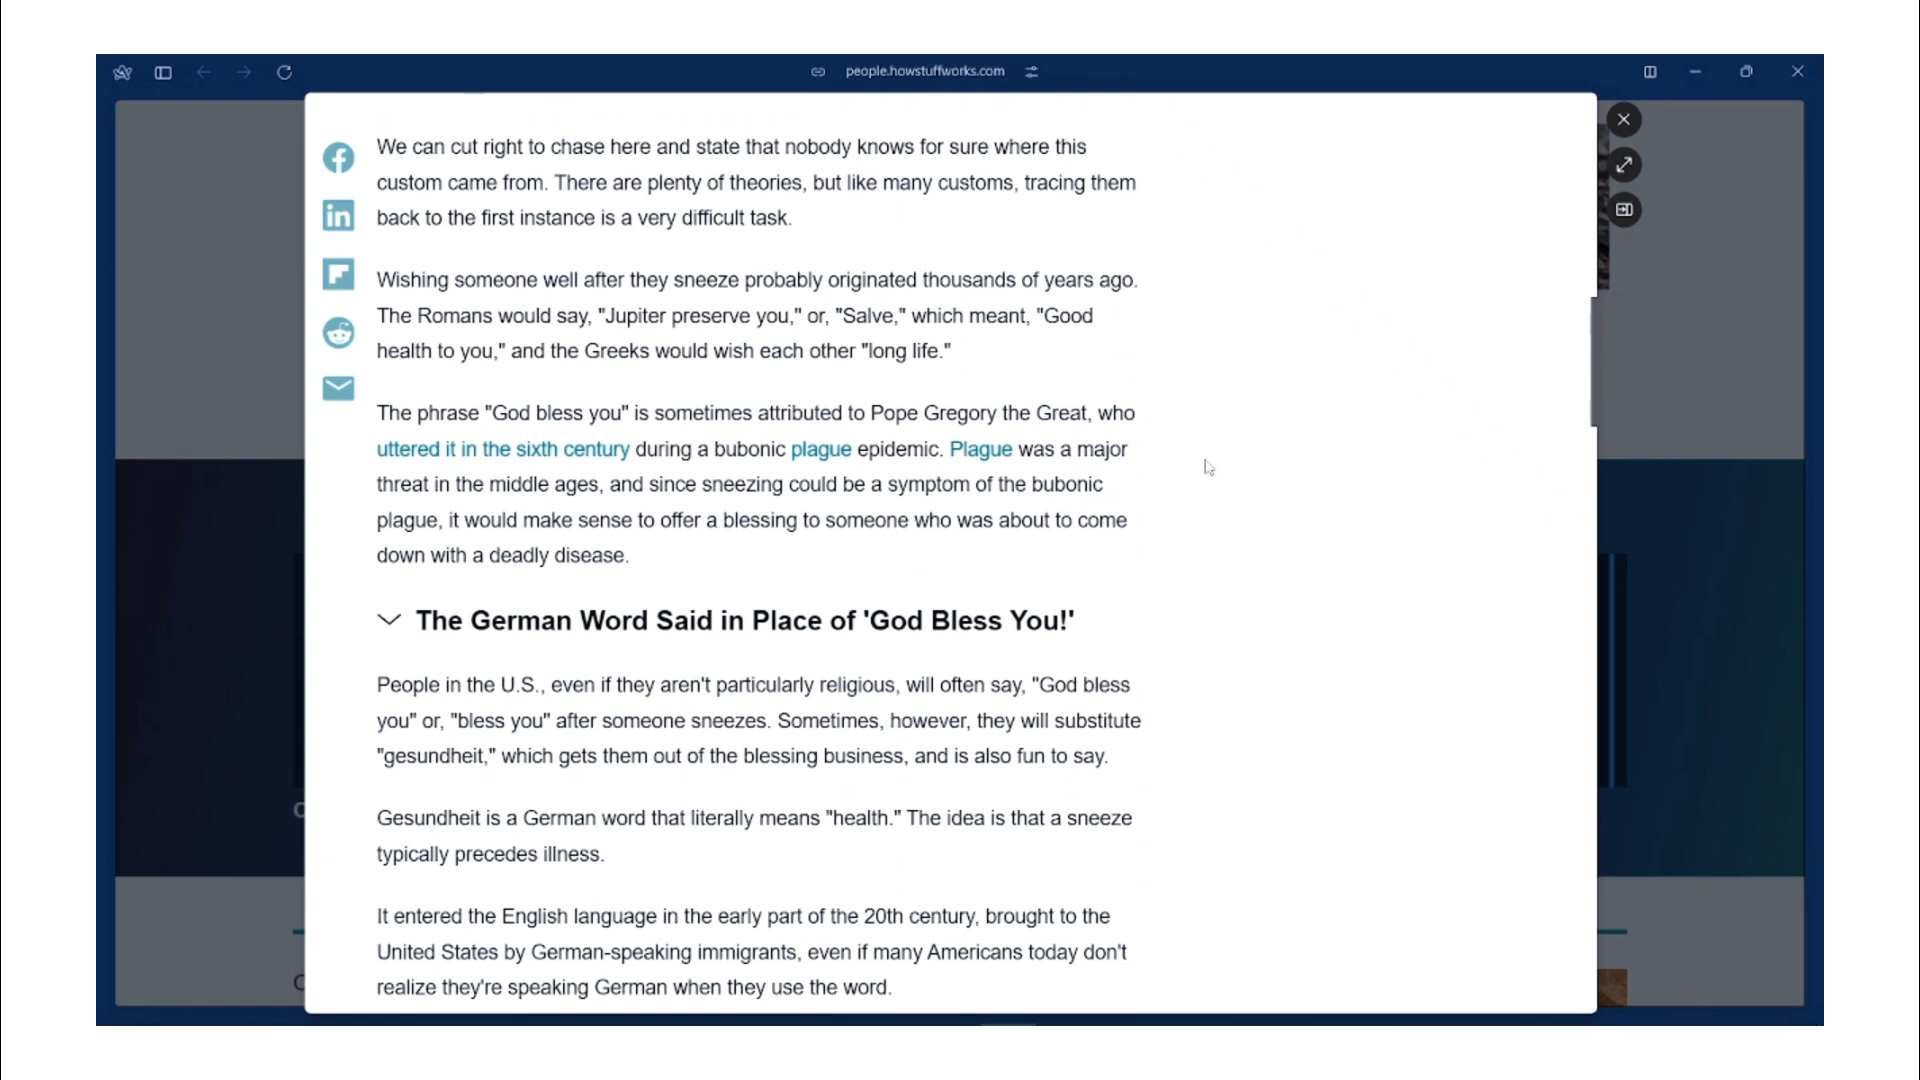 people.howstuffworks.com
We can cut right to chase here and state that nobody knows for sure where this
custom came from. There are plenty of theories, but like many customs, tracing them
back to the first instance is a very difficult task.
Wishing someone well after they sneeze probably originated thousands of years ago.
The Romans would say, "Jupiter preserve you," or, "Salve," which meant, "Good
health to you," and the Greeks would wish each other "long life."
The phrase "God bless you" is sometimes attributed to Pope Gregory the Great, who
uttered it in the sixth century during a bubonic plague epidemic. Plague was a major
threat in the middle ages, and since sneezing could be a symptom of the bubonic
plague, it would make sense to offer a blessing to someone who was about to come
down with a deadly disease.
The German Word Said in Place of 'God Bless You!'
People in the U.S., even if they aren't particularly religious, will often say, "God bless
you" or, "bless you" after someone sneezes. Sometimes, however, they will substitute
"gesundheit," which gets them out of the blessing business, and is also fun to say.
Gesundheit is a German word that literally means "health." The idea is that a sneeze
typically precedes illness.
It entered the English language in the early part of the 20th century, brought to the
United States by German-speaking immigrants, even if many Americans today don't
realize they're speaking German when they use the word.